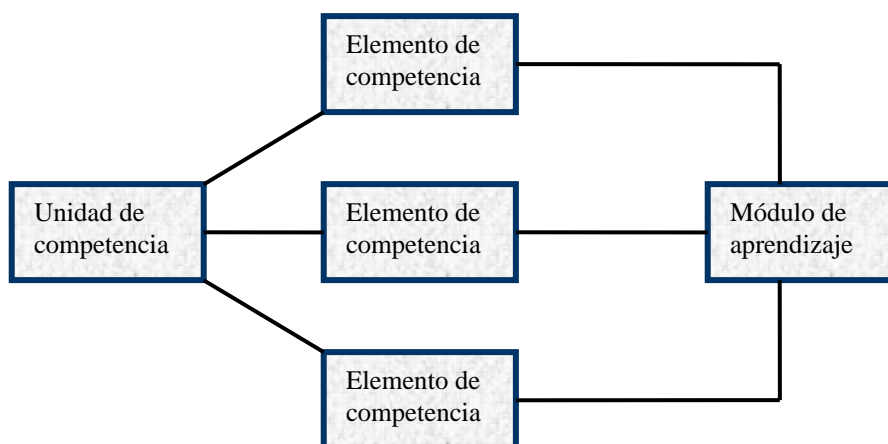 Elemento de
competencia
Unidad de
competencia
Elemento de
competencia
Módulo de
aprendizaje
Elemento de
competencia